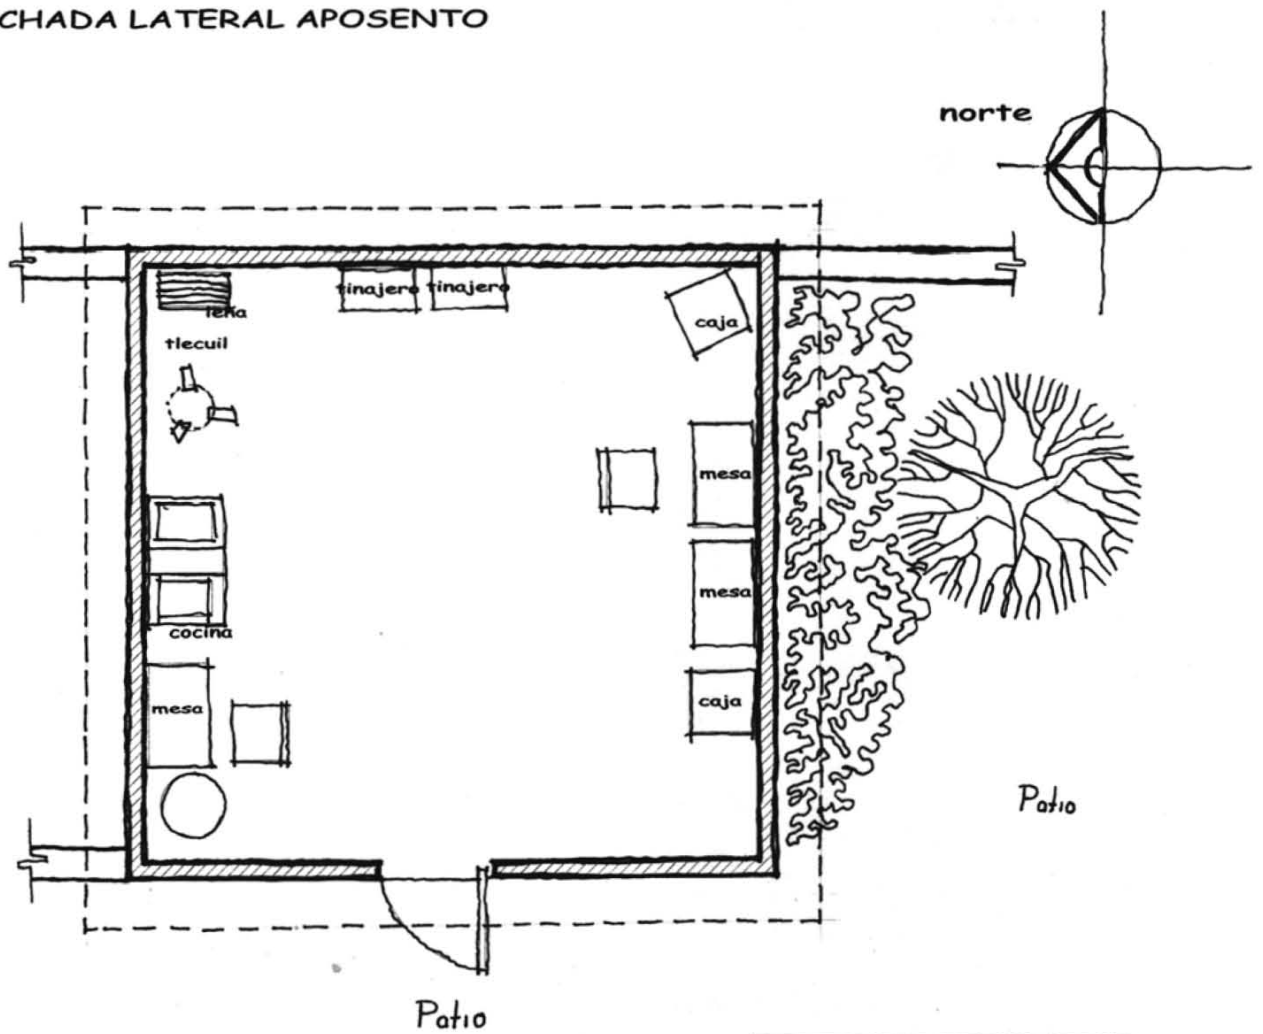 CHADA LATERAL APOSENTO
norte
tinajero tinajero
leña
caja
tlecuil
mesa
mesa
cocina
caja
mesa
Patio
Patio